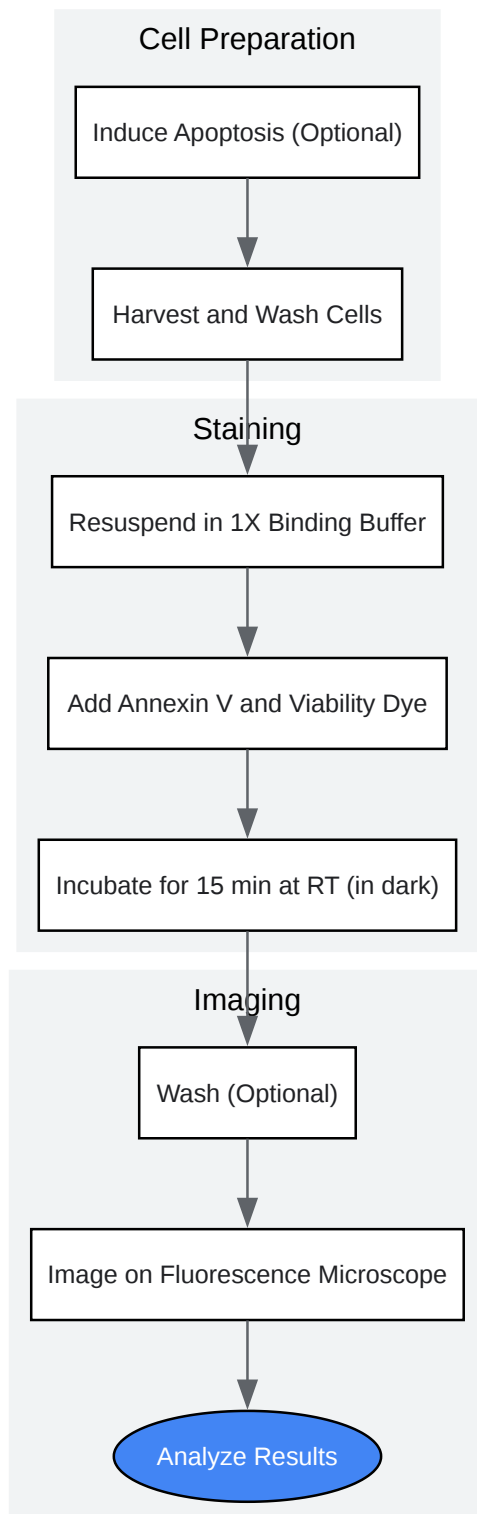 Cell Preparation
Induce Apoptosis (Optional)
Harvest and Wash Cells
Staining
Resuspend in 1X Binding Buffer
Add Annexin V and Viability Dye
Incubate for 15 min at RT (in dark)
Imaging
Wash (Optional)
Image on Fluorescence Microscope
Analyze Results